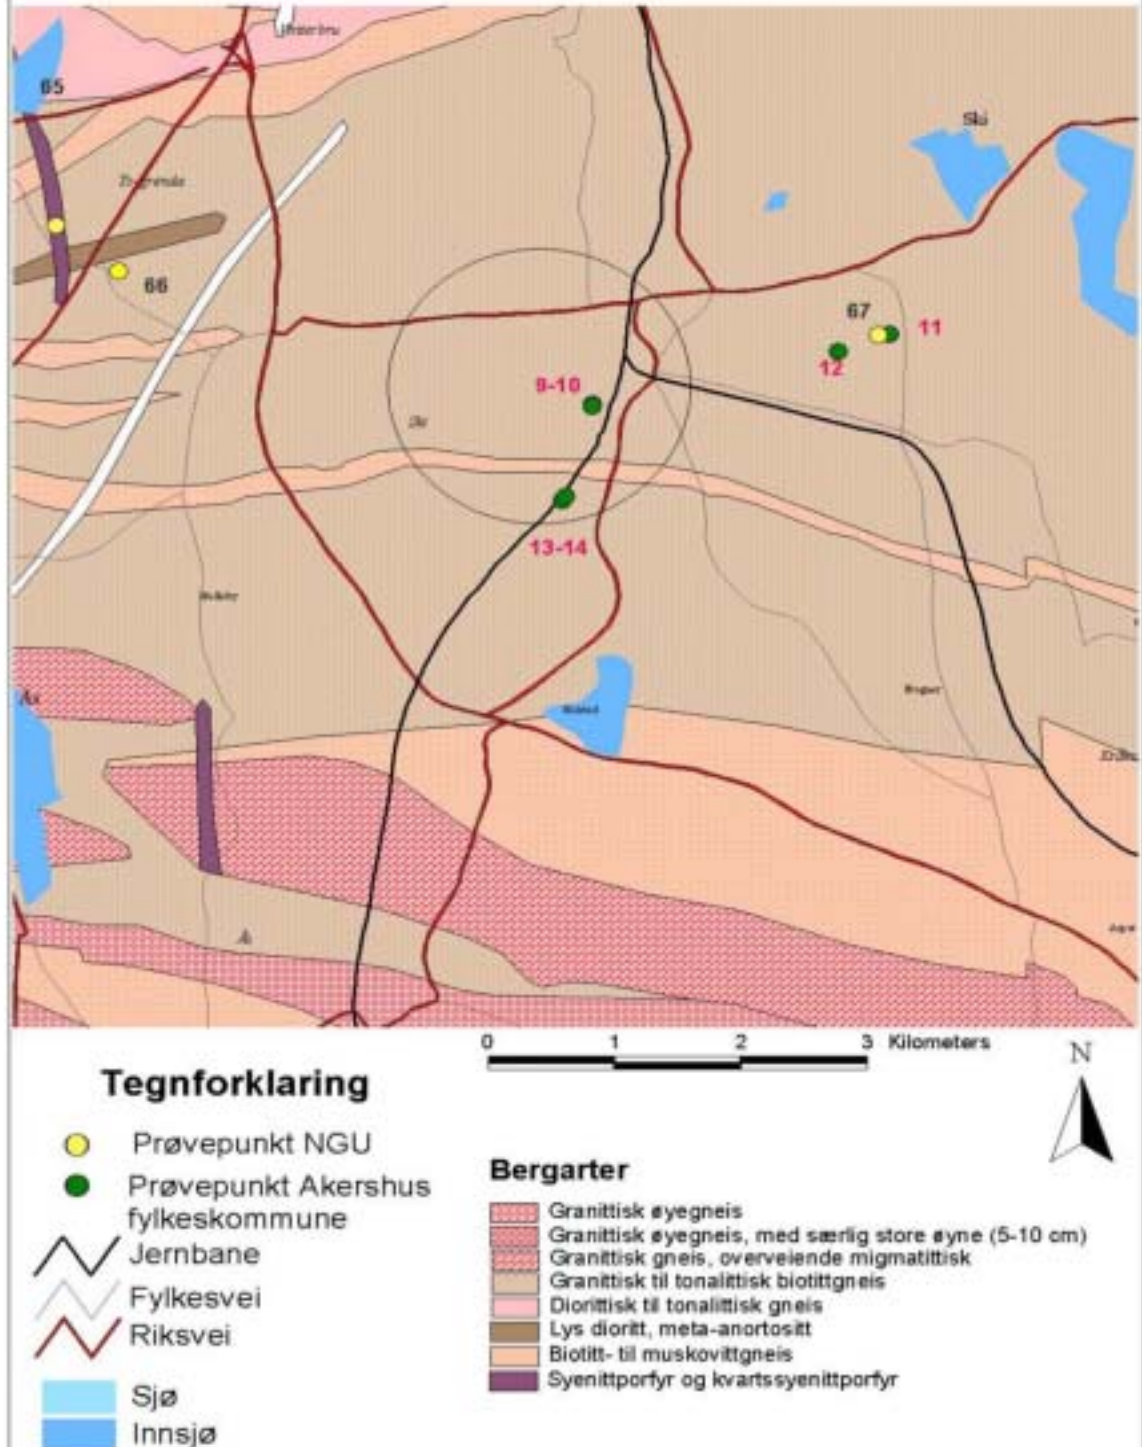 65
Ski
66
67
11
12
9-10
13-14
Ås
0 1 2 3 Kilometers
N
Tegnforklaring
Prøvepunkt NGU
Prøvepunkt Akershus
fylkeskommune
Jernbane
Fylkesvei
Riksvei
Sjø
Innsjø
Bergarter
Granittisk øyegneis
Granittisk øyegneis, med særlig store øyne (5-10 cm)
Granittisk gneis, overveiende migmatittisk
Granittisk til tonalittisk biotittgneis
Diorittisk til tonalittisk gneis
Lys dioritt, meta-anortositt
Biotitt- til muskovittgneis
Syenittporfyr og kvartssyenittporfyr